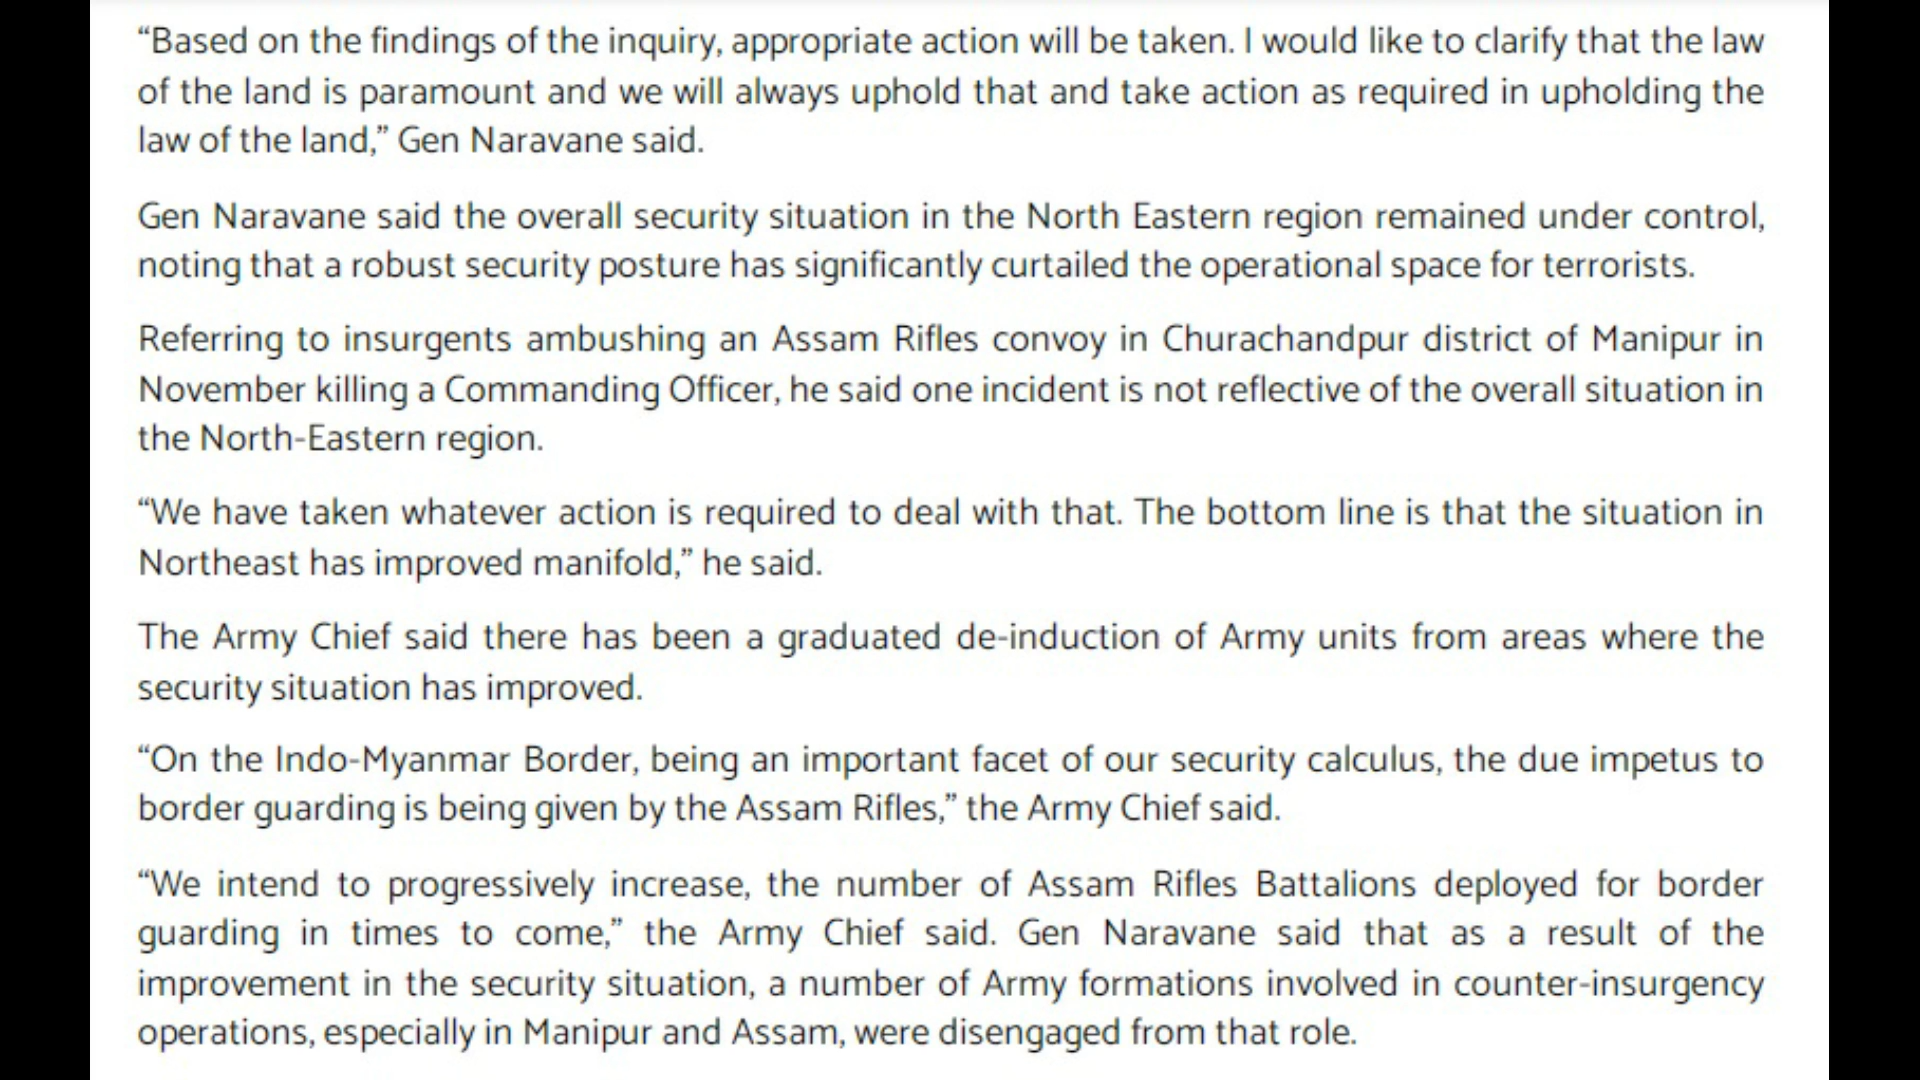 “Based on the findings of the inquiry, appropriate action will be taken. I would like to clarify that the law
of the land is paramount and we will always uphold that and take action as required in upholding the
law of the land,” Gen Naravane said.
Gen Naravane said the overall security situation in the North Eastern region remained under control,
noting that a robust security posture has significantly curtailed the operational space for terrorists.
Referring to insurgents ambushing an Assam Rifles convoy in Churachandpur district of Manipur in
November killing a Commanding Officer, he said one incident is not reflective of the overall situation in
the North-Eastern region.
“We have taken whatever action is required to deal with that. The bottom line is that the situation in
Northeast has improved manifold,” he said.
The Army Chief said there has been a graduated de-induction of Army units from areas where the
security situation has improved.
“On the Indo-Myanmar Border, being an important facet of our security calculus, the due impetus to
border guarding is being given by the Assam Rifles,” the Army Chief said.
“We intend to progressively increase, the number of Assam Rifles Battalions deployed for border
guarding in times to come,” the Army Chief said. Gen Naravane said that as a result of the
improvement in the security situation, a number of Army formations involved in counter-insurgency
operations, especially in Manipur and Assam, were disengaged from that role.